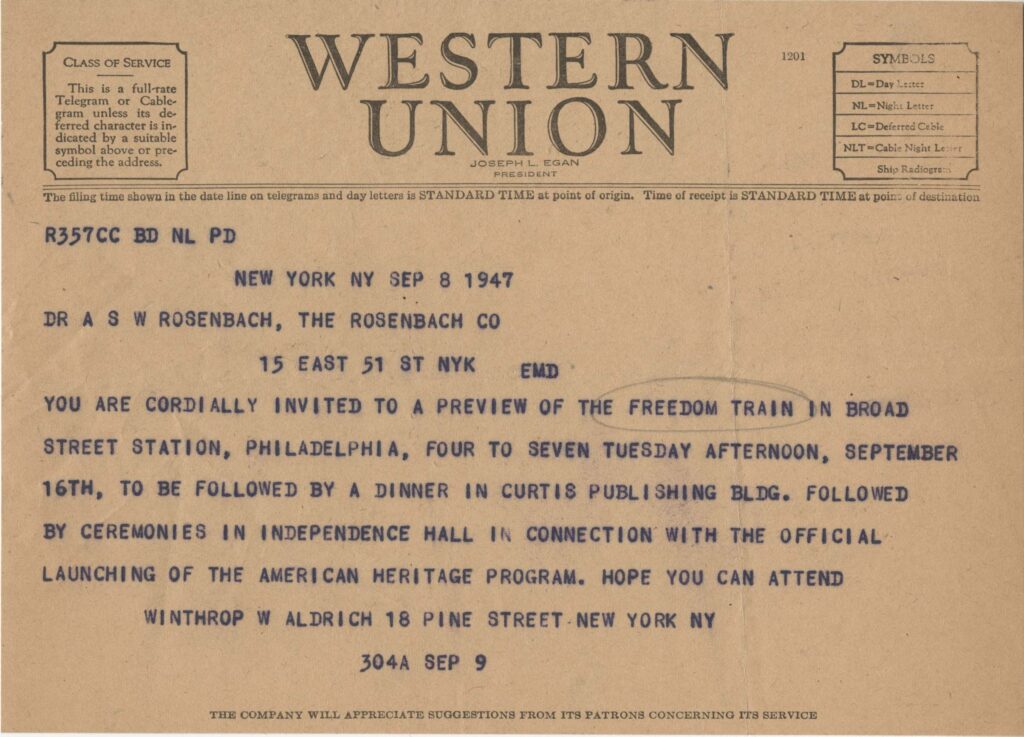 CLASS OF SERVICE
This is a full-rate
Telegram or Cable-
gram unless its de-
ferred character is in-
dicated by a suitable
symbol above or pre-
ceding the address.
WESTERN
UNION
JOSEPH L. EGAN
PRESIDENT
1201
SYMBOLS
DL=Day Letter
NL=Night Letter
LC=Deferred Cable
NLT=Cable Night Letter
Ship Radiogram
The filing time shown in the date line on telegrams and day letters is STANDARD TIME at point of origin. Time of receipt is STANDARD TIME at point of destination
R357CC BD NL PD
NEW YORK NY SEP 8 1947
DR A S W ROSENBACH, THE ROSENBACH CO
15 EAST 51 ST NYK EMD
YOU ARE CORDIALLY INVITED TO A PREVIEW OF THE FREEDOM TRAIN IN BROAD
STREET STATION, PHILADELPHIA, FOUR TO SEVEN TUESDAY AFTERNOON, SEPTEMBER
16TH, TO BE FOLLOWED BY A DINNER IN CURTIS PUBLISHING BLDG. FOLLOWED
BY CEREMONIES IN INDEPENDENCE HALL IN CONNECTION WITH THE OFFICIAL
LAUNCHING OF THE AMERICAN HERITAGE PROGRAM. HOPE YOU CAN ATTEND
WINTHROP W ALDRICH 18 PINE STREET NEW YORK NY
304A SEP 9
THE COMPANY WILL APPRECIATE SUGGESTIONS FROM ITS PATRONS CONCERNING ITS SERVICE